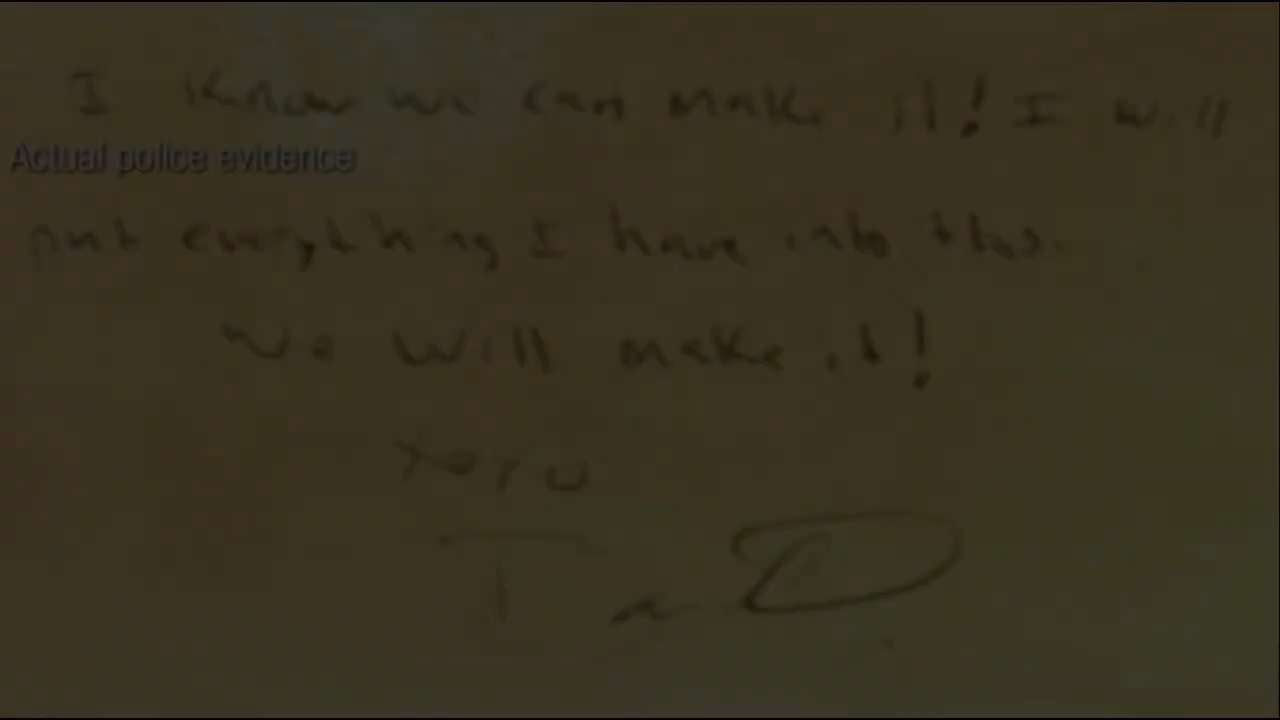 I know we can make it! I will
Actual police evidence
put everything I have into this.
We will make it!
xoxo